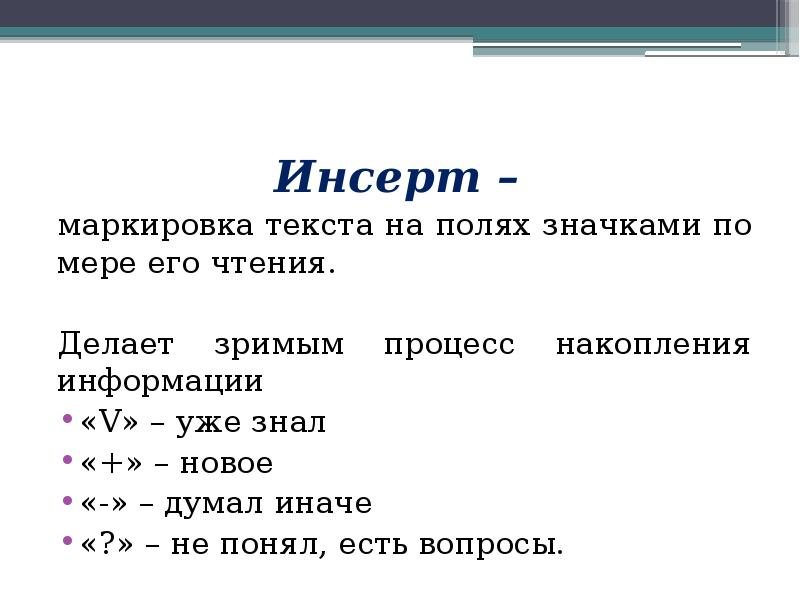 Инсерт –
маркировка текста на полях значками по
мере его чтения.
Делает зримым процесс накопления
информации
• «V» – уже знал
• «+» – новое
• «-» – думал иначе
• «?» – не понял, есть вопросы.